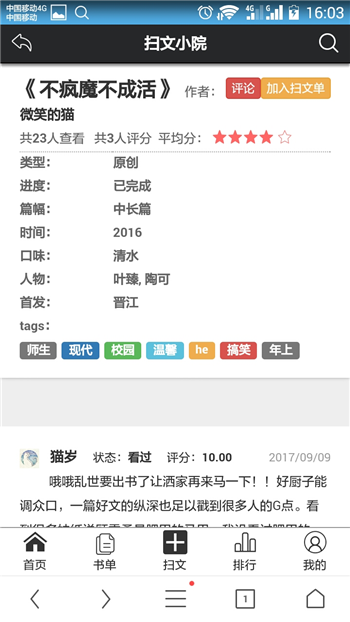 中国移动4G
中国移动
4G
G
16:03
扫文小院
《 不疯魔不成活 》 作者： 评论 加入扫文单
微笑的猫
共23人查看 共3人评分 平均分：
类型： 原创
进度： 已完成
篇幅： 中长篇
时间： 2016
口味： 清水
人物： 叶臻, 陶可
首发： 晋江
tags：
师生 现代 校园 温馨 he 搞笑 年上
猫岁 状态：看过 评分：10.00 2017/09/09
哦哦乱世要出书了让洒家再来马一下！！好厨子能
调众口，一篇好文的纵深也足以戳到很多人的G点。看
首页 书单 扫文 排行 我的
1